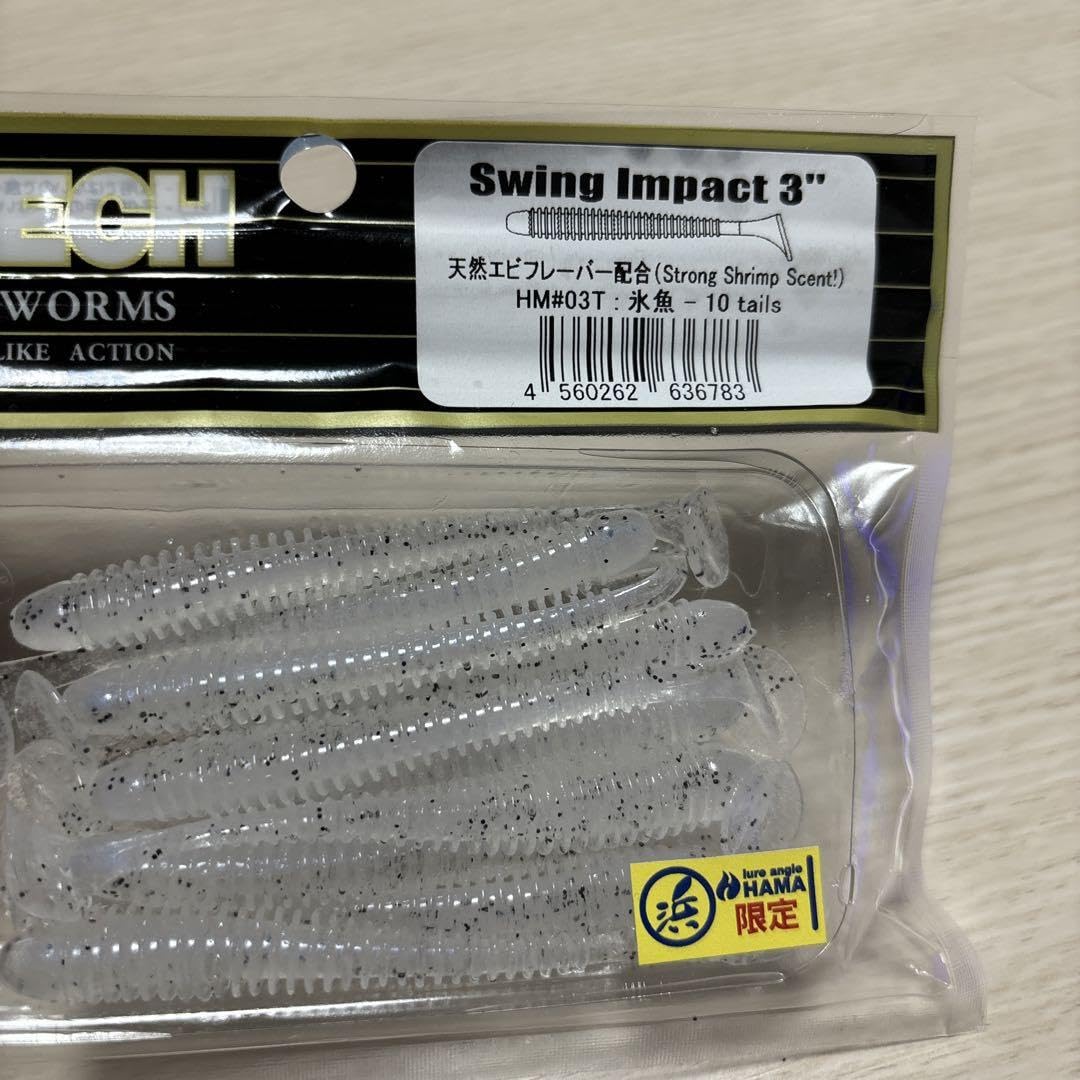 ECH
WORMS
LIKE ACTION
Swing Impact 3"
天然エビフレーバー配合(Strong Shrimp Scent!)
HM#03T : 氷魚 - 10 tails
4 560262 636783
浜
lure angle
HAMA
限定